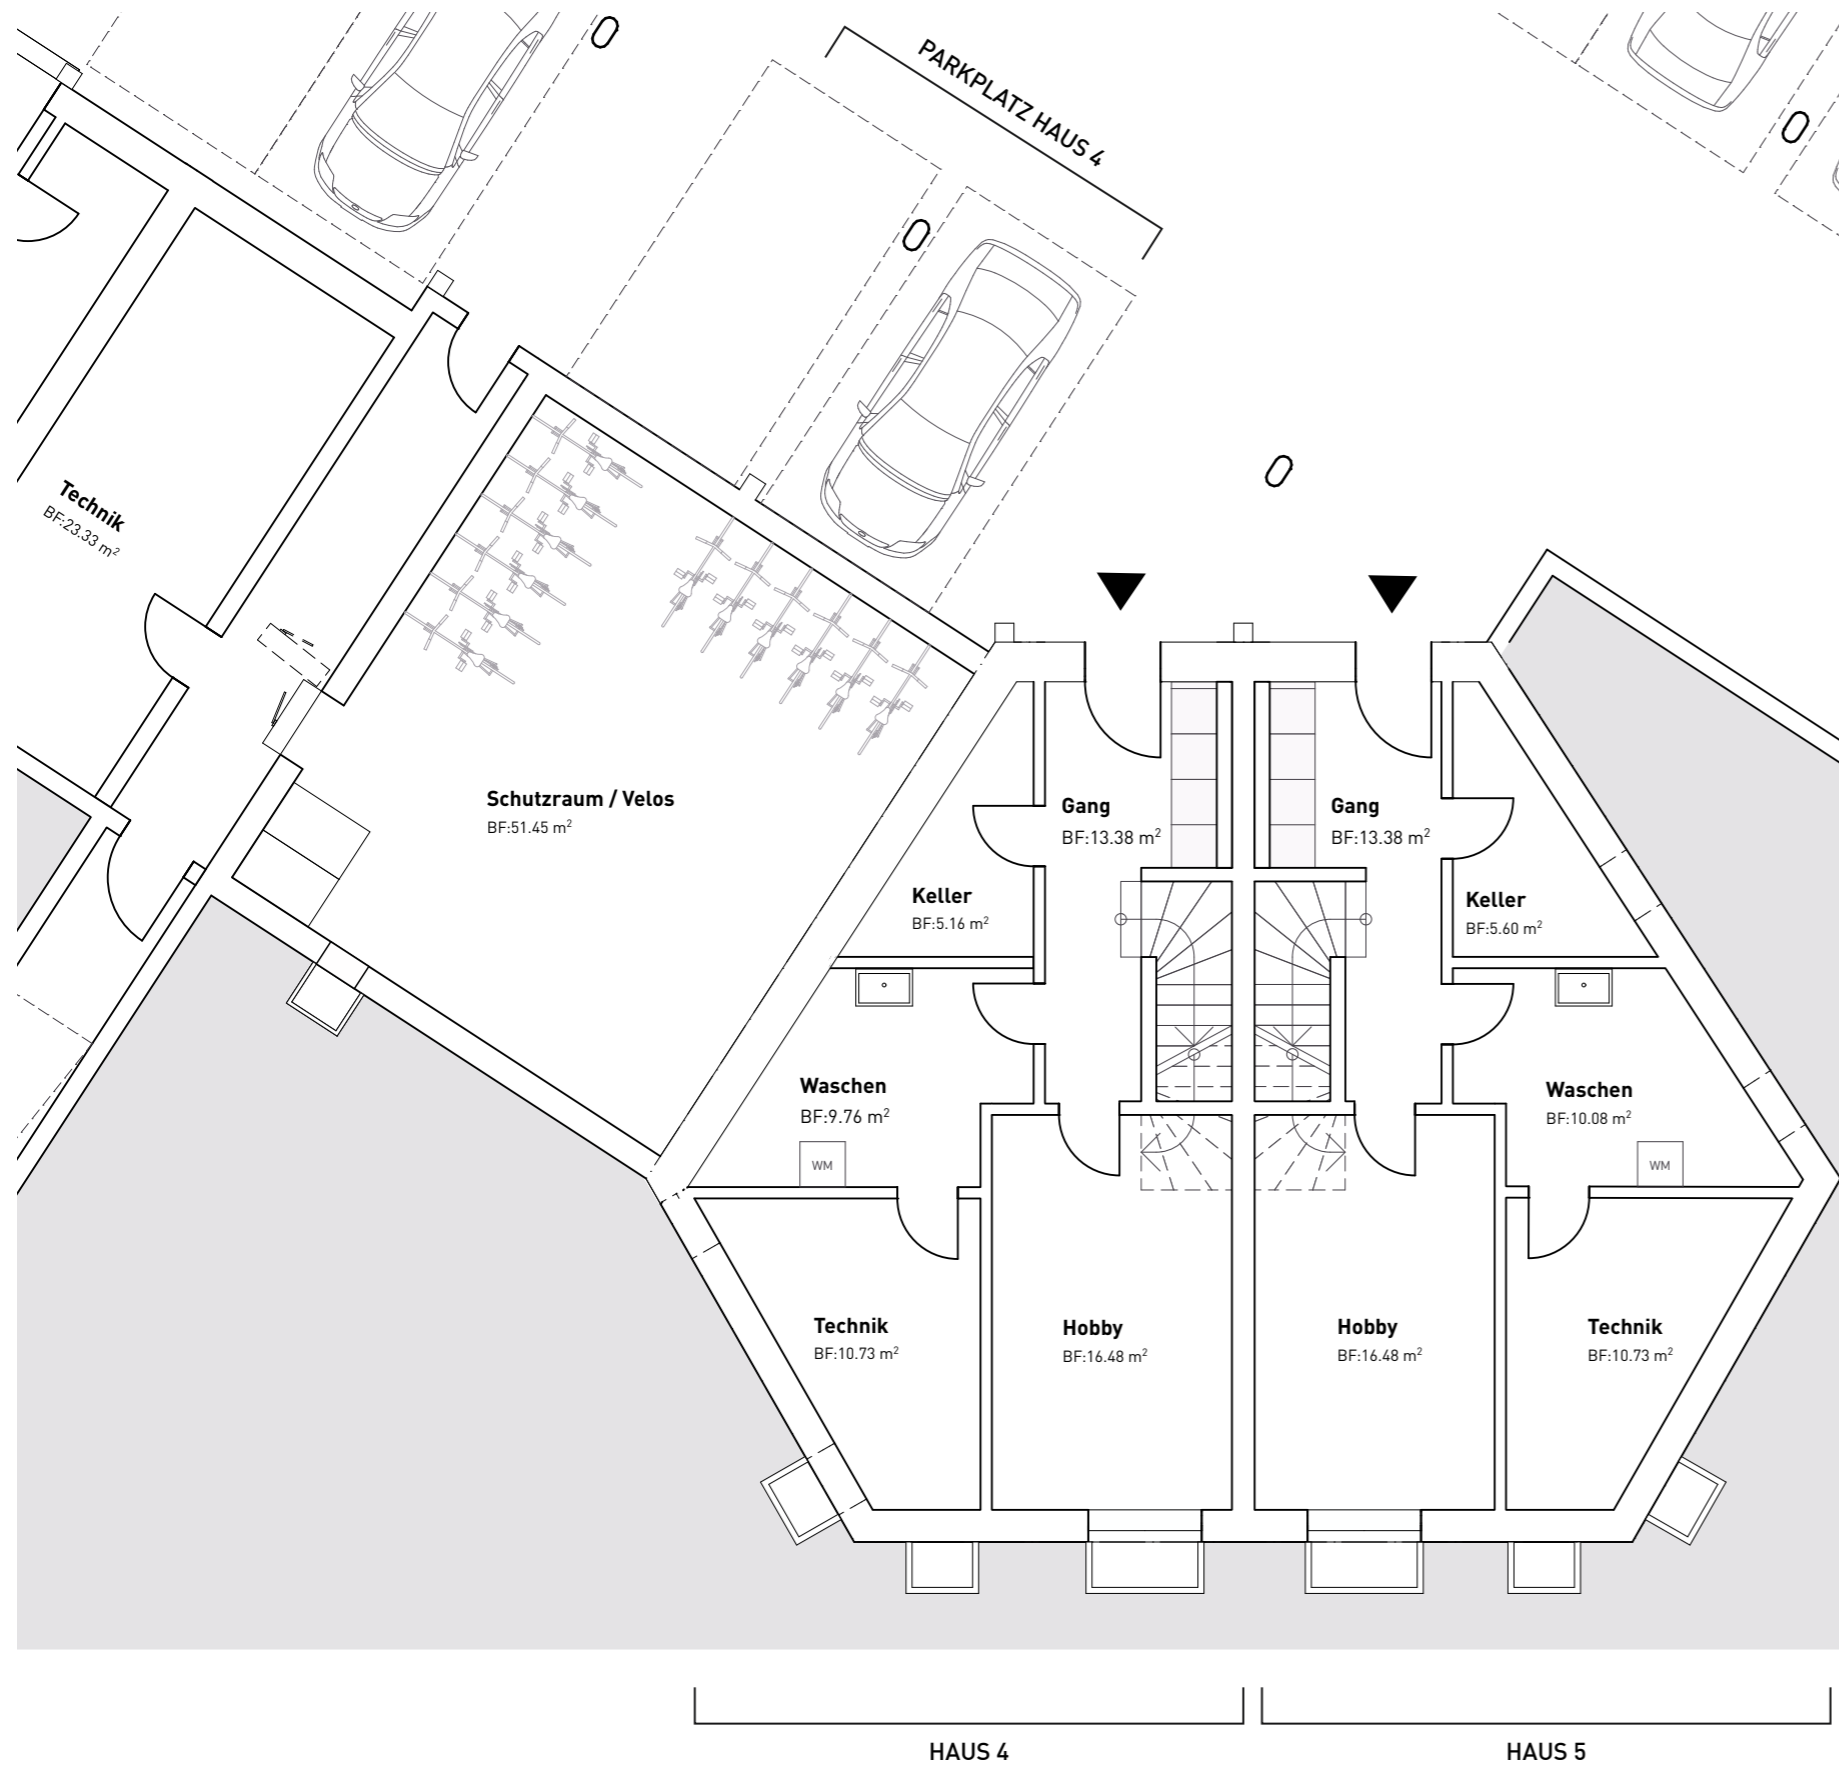 PARKPLATZ HAUS 4
Technik
BF:23.33 m²
Schutzraum / Velos
BF:51.45 m²
Gang
BF:13.38 m²
Gang
BF:13.38 m²
Keller
BF:5.16 m²
Keller
BF:5.60 m²
Waschen
BF:9.76 m²
WM
Waschen
BF:10.08 m²
WM
Technik
BF:10.73 m²
Hobby
BF:16.48 m²
Hobby
BF:16.48 m²
Technik
BF:10.73 m²
HAUS 4
HAUS 5